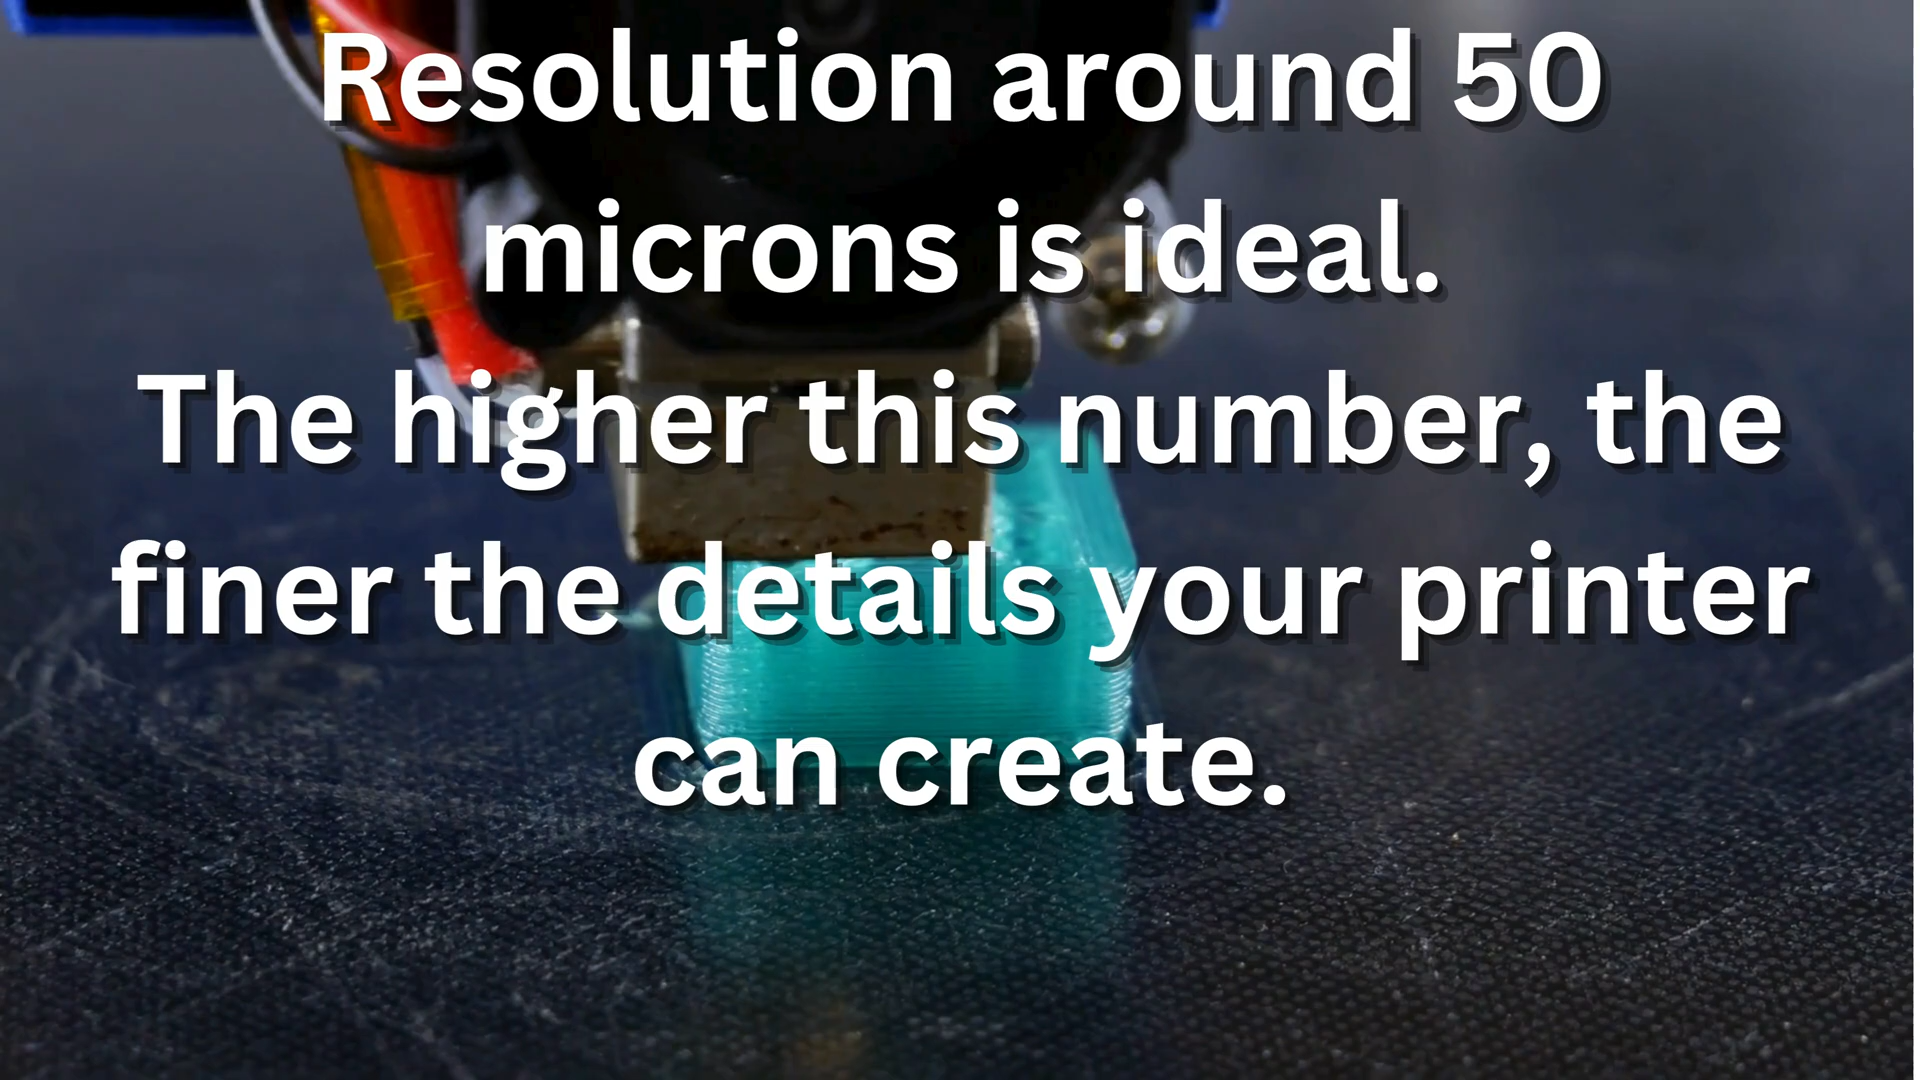 Resolution around 50
microns is ideal.
The higher this number, the
finer the details your printer
can create.